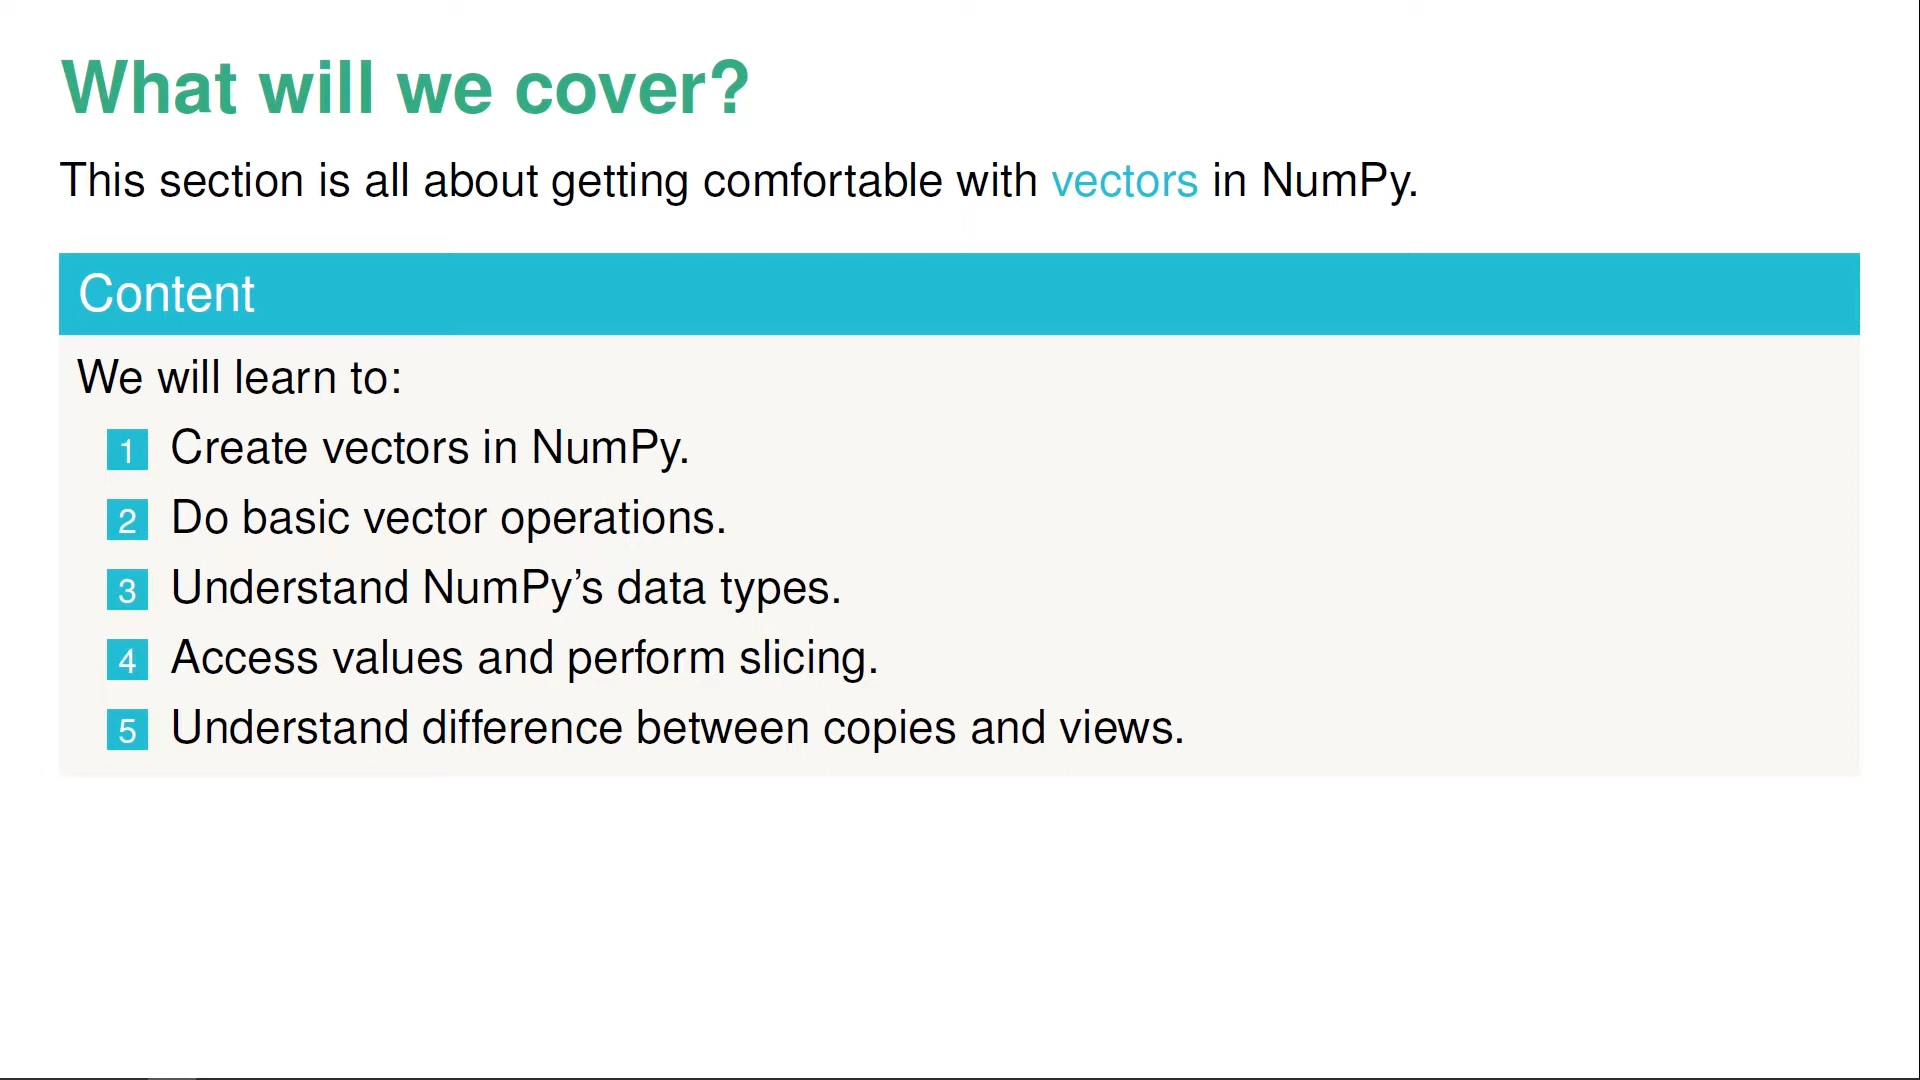 What will we cover?
This section is all about getting comfortable with vectors in NumPy.
Content
We will learn to:
1 Create vectors in NumPy.
2 Do basic vector operations.
3 Understand NumPy’s data types.
4 Access values and perform slicing.
5 Understand difference between copies and views.